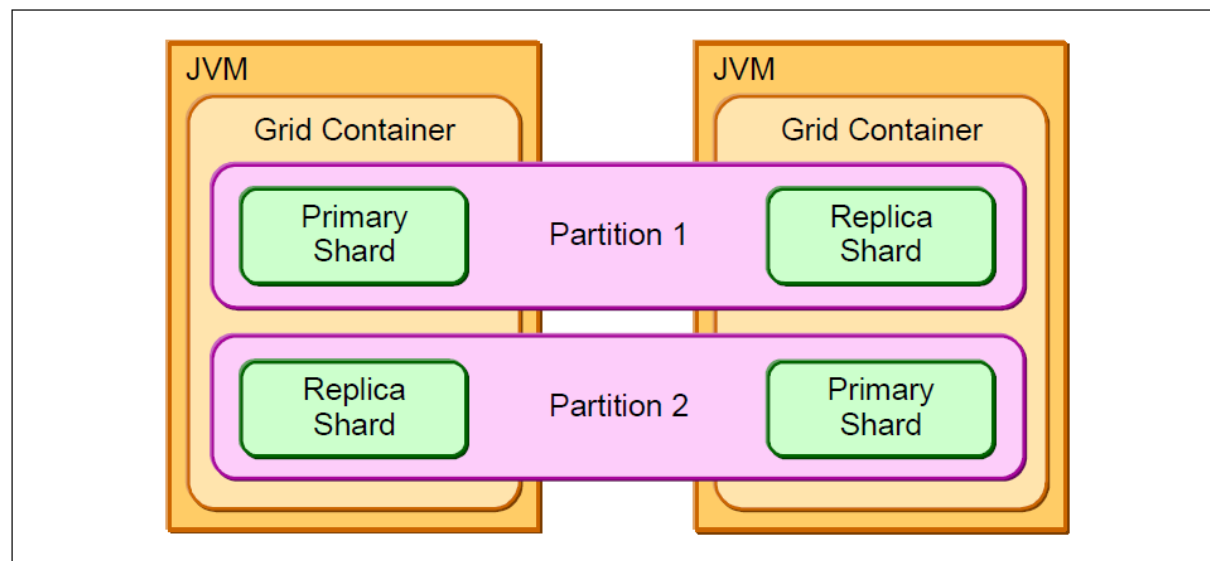 JVM
JVM
Grid Container
Grid Container
Primary
Shard
Partition 1
Replica
Shard
Replica
Shard
Partition 2
Primary
Shard